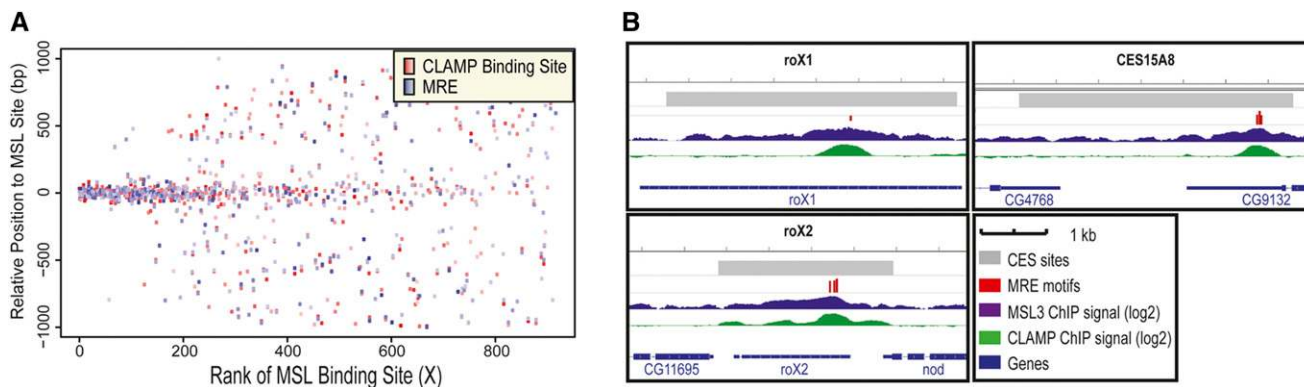 A
Relative Position to MSL Site (bp)
1000
500
0
−500
−1000
CLAMP Binding Site
MRE
0 200 400 600 800
Rank of MSL Binding Site (X)
B
roX1
roX1
CES15A8
CG4768 CG9132
roX2
CG11695 roX2 nod
1 kb
CES sites
MRE motifs
MSL3 ChIP signal (log2)
CLAMP ChIP signal (log2)
Genes